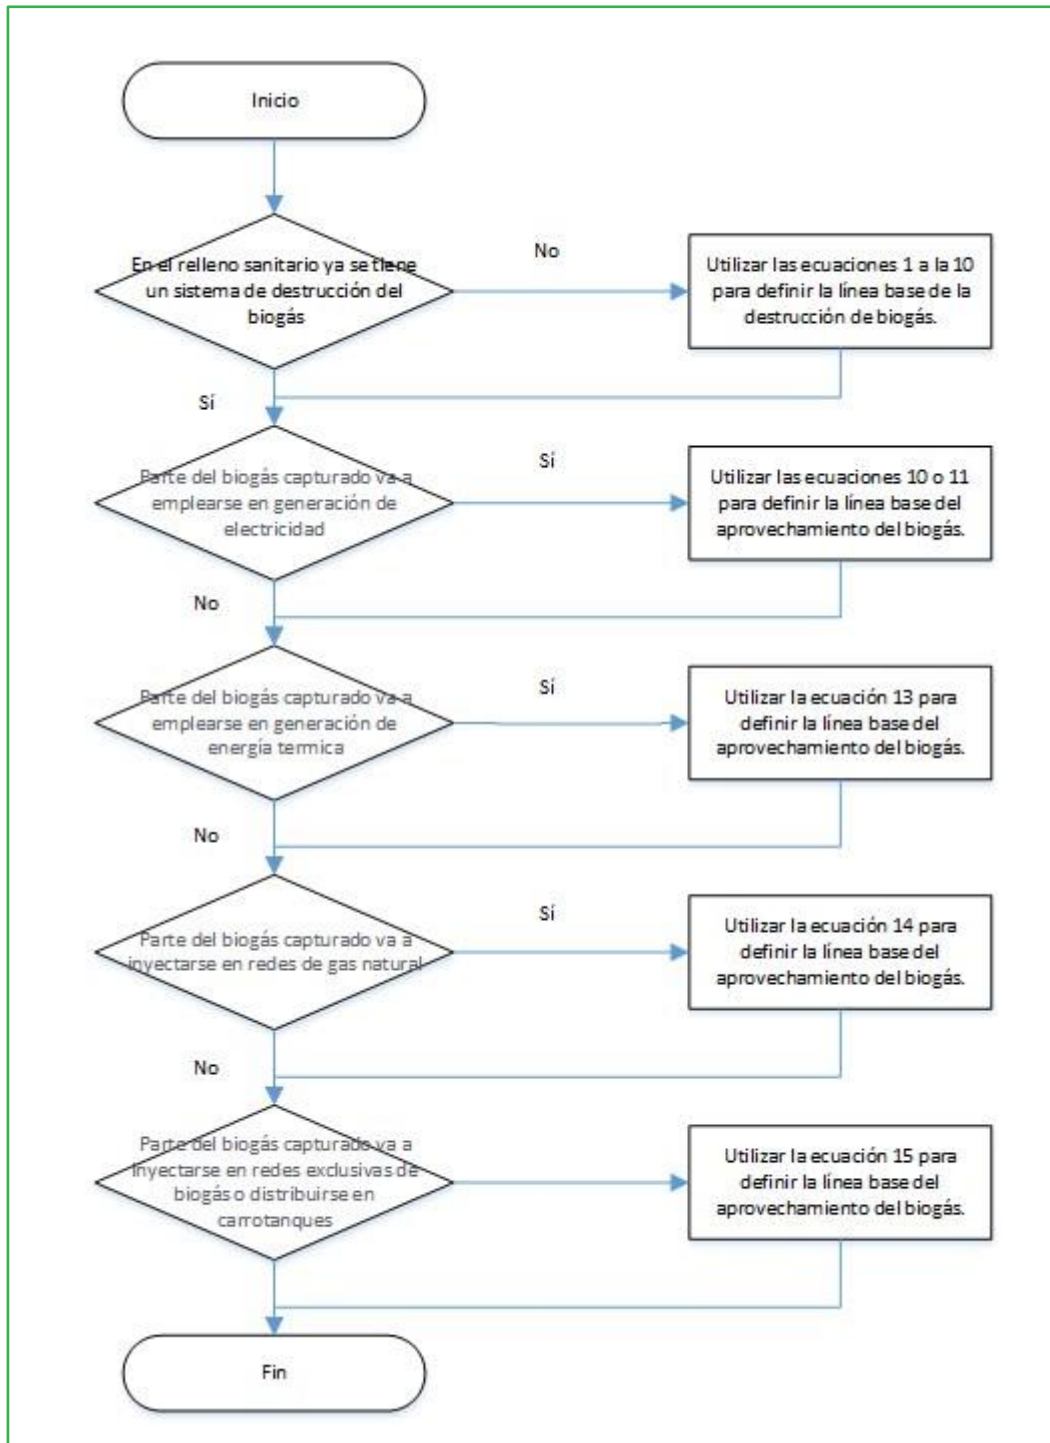 Inicio
En el relleno sanitario ya se tiene
un sistema de destrucción del
biogás
No
Utilizar las ecuaciones 1 a la 10
para definir la línea base de la
destrucción de biogás.
Sí
Parte del biogás capturado va a
emplearse en generación de
electricidad
Sí
Utilizar las ecuaciones 10 o 11
para definir la línea base del
aprovechamiento del biogás.
No
Parte del biogás capturado va a
emplearse en generación de
energía termica
Sí
Utilizar la ecuación 13 para
definir la línea base del
aprovechamiento del biogás.
No
Parte del biogás capturado va a
inyectarse en redes de gas natural
Sí
Utilizar la ecuación 14 para
definir la línea base del
aprovechamiento del biogás.
No
Parte del biogás capturado va a
inyectarse en redes exclusivas de
biogás o distribuirse en
carrotanques
Utilizar la ecuación 15 para
definir la línea base del
aprovechamiento del biogás.
Fin